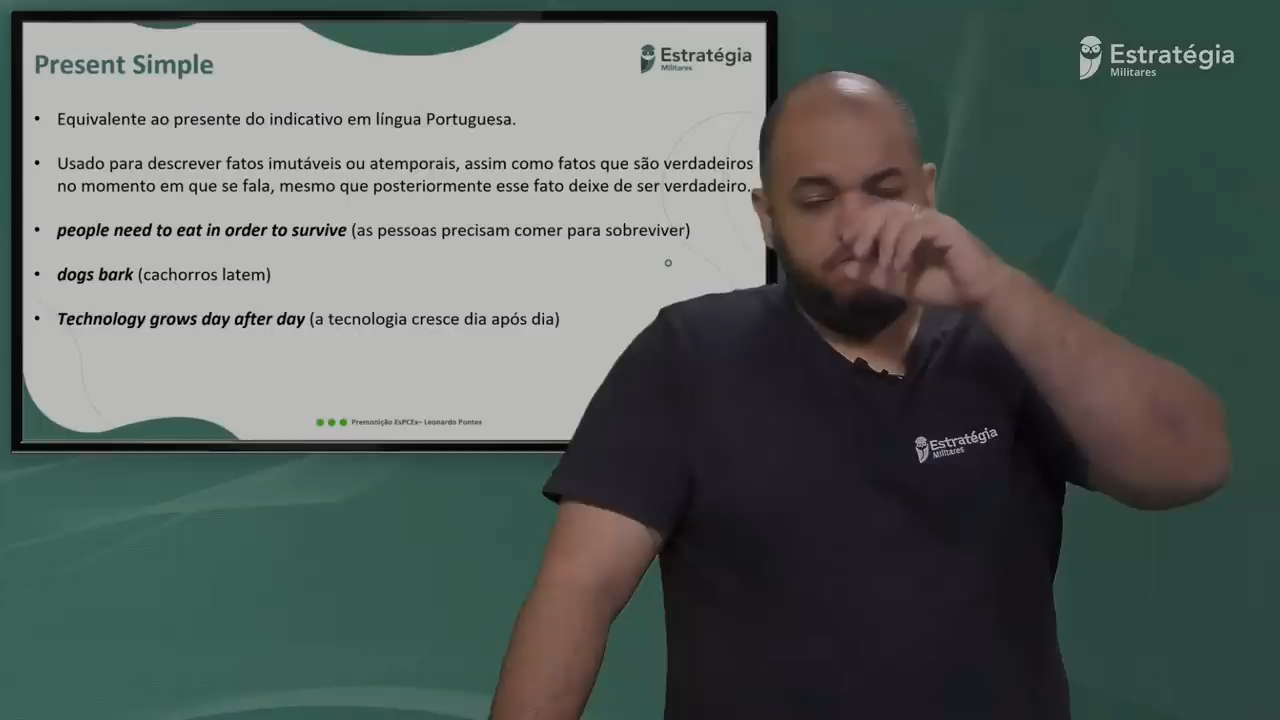 Present Simple
Estratégia
Militares
• Equivalente ao presente do indicativo em língua Portuguesa.
• Usado para descrever fatos imutáveis ou atemporais, assim como fatos que são verdadeiros
no momento em que se fala, mesmo que posteriormente esse fato deixe de ser verdadeiro.
• people need to eat in order to survive (as pessoas precisam comer para sobreviver)
• dogs bark (cachorros latem)
• Technology grows day after day (a tecnologia cresce dia após dia)
Premonição EsPCEx– Leonardo Pontes
Estratégia
Militares
Estratégia
Militares